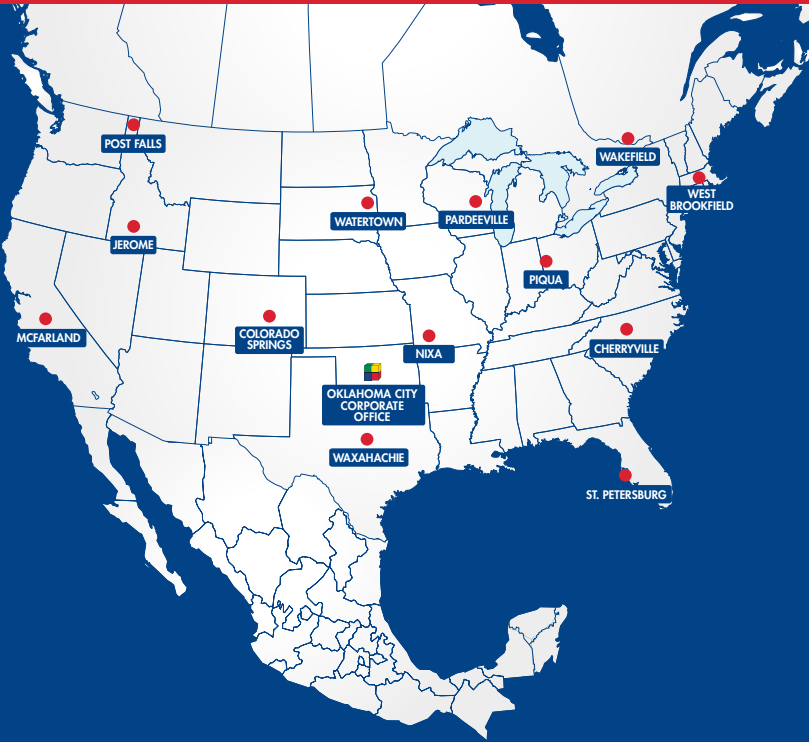 POST FALLS
WAKEFIELD
WEST
BROOKFIELD
WATERTOWN
PARDEEVILLE
JEROME
PIQUA
MCFARLAND
COLORADO
SPRINGS
NIXA
CHERRYVILLE
OKLAHOMA CITY
CORPORATE
OFFICE
WAXAHACHIE
ST. PETERSBURG